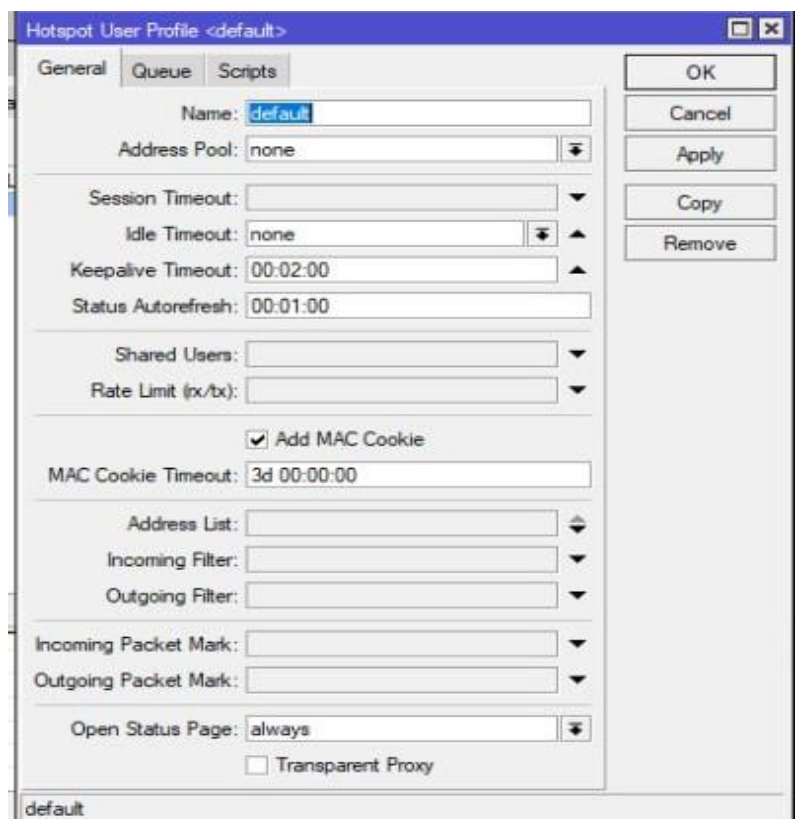 Hotspot User Profile <default>
General Queue Scripts
OK
Name: default
Cancel
Address Pool: none
Apply
Session Timeout:
Copy
Idle Timeout: none
Remove
Keepalive Timeout: 00:02:00
Status Autorefresh: 00:01:00
Shared Users:
Rate Limit (rx/tx):
Add MAC Cookie
MAC Cookie Timeout: 3d 00:00:00
Address List:
Incoming Filter:
Outgoing Filter:
Incoming Packet Mark:
Outgoing Packet Mark:
Open Status Page: always
Transparent Proxy
default